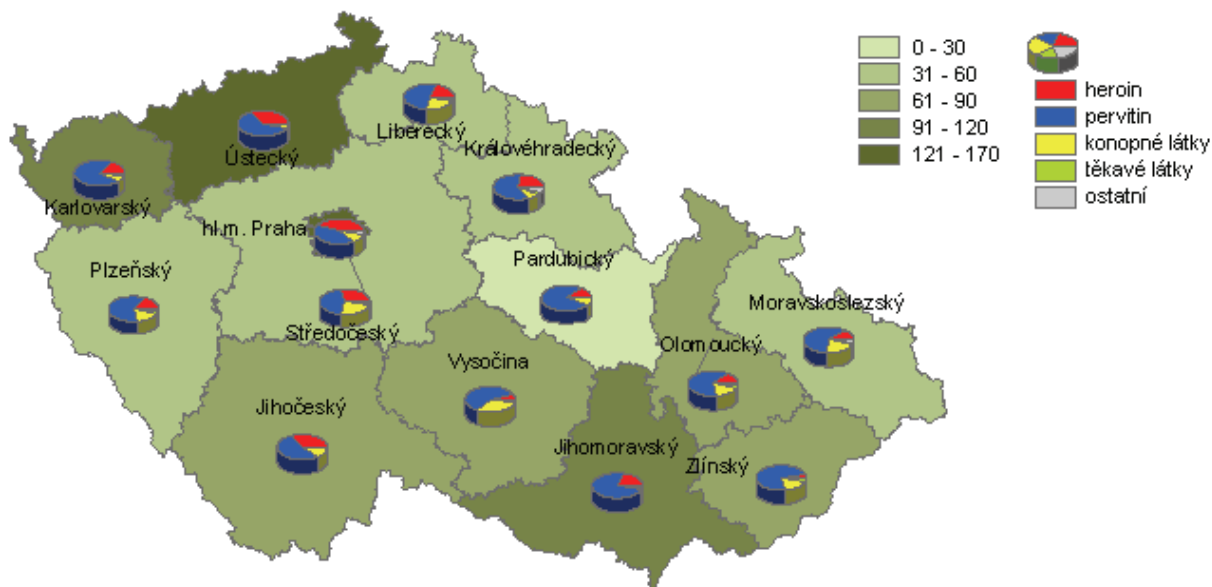 0 - 30
31 - 60
61 - 90
91 - 120
121 - 170
heroin
pervitin
konopné látky
těkavé látky
ostatní
Liberecký
Ústecký
Královéhradecký
Karlovarský
hl.m. Praha
Plzeňský
Pardubický
Moravskoslezský
Středočeský
Olomoucký
Vysočina
Jihočeský
Jihomoravský
Zlínský